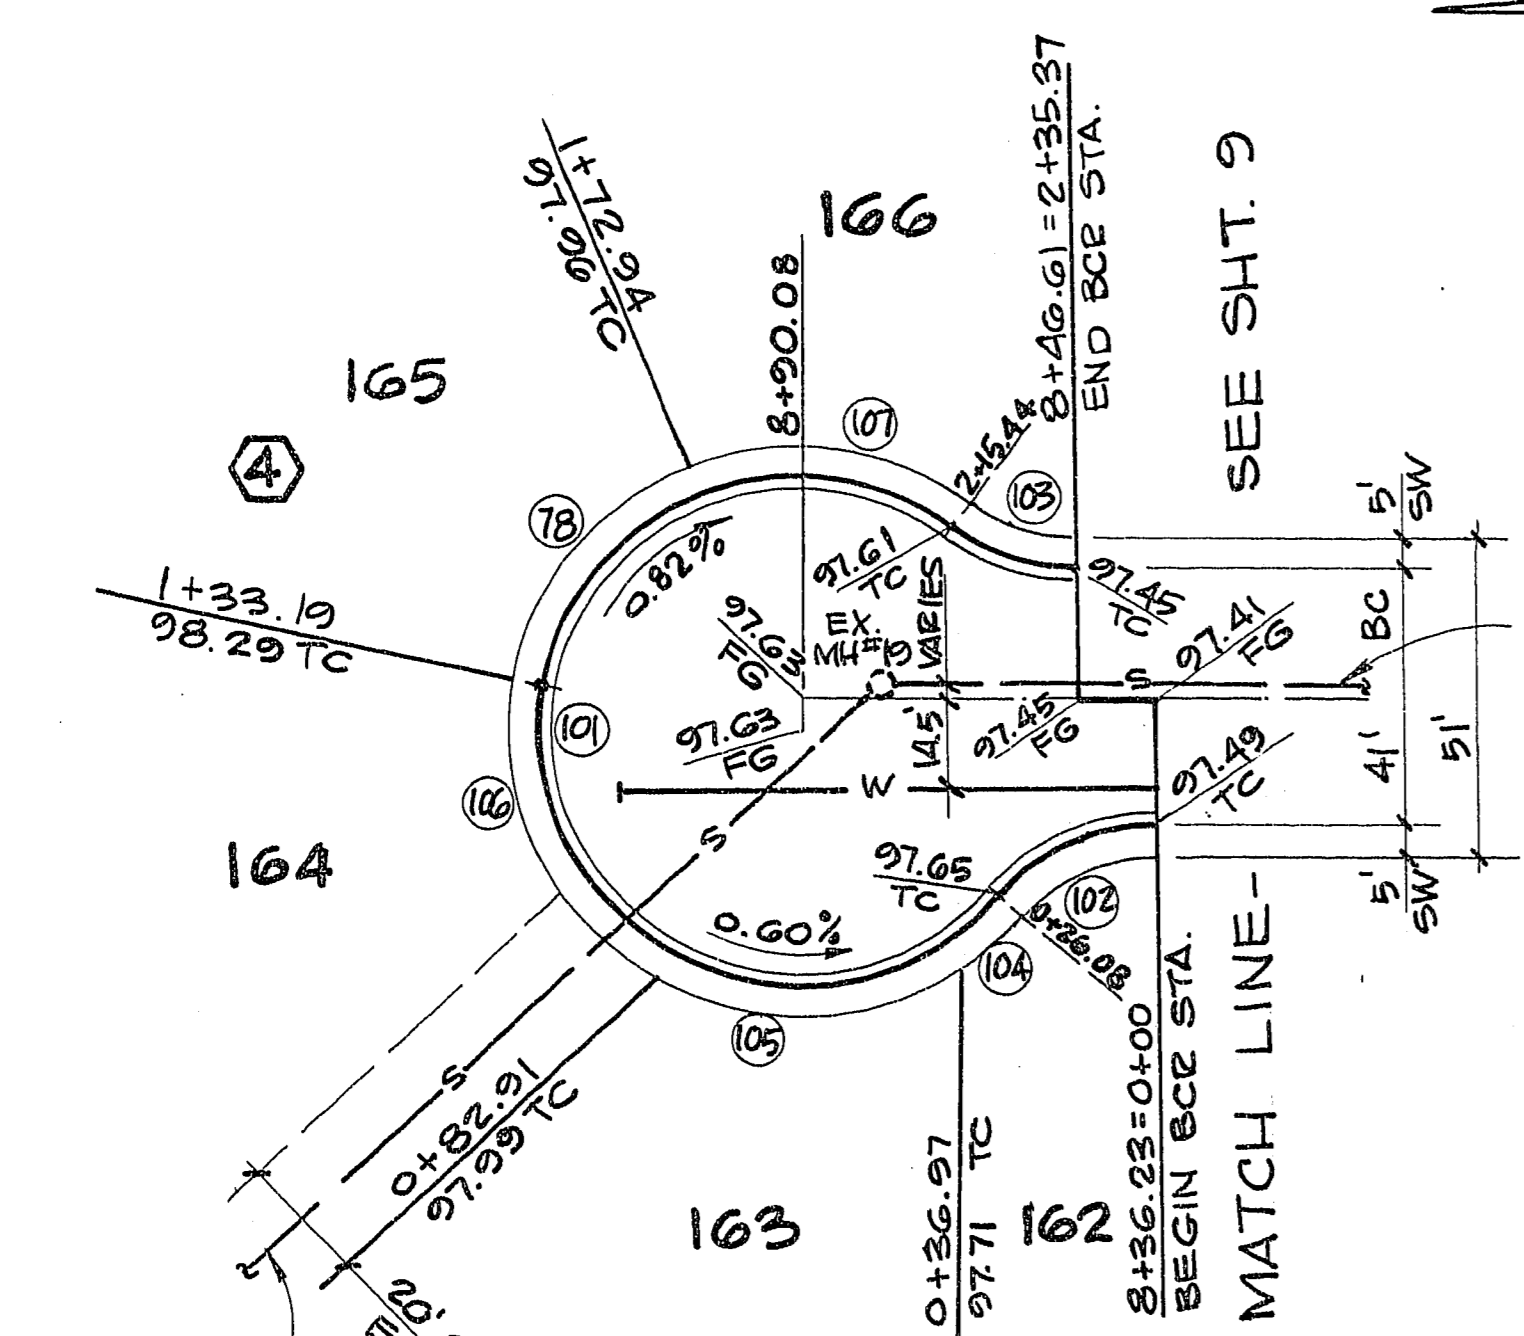 8+46.61=2+35.37
END BCR STA.
SEE SHT. 9
1+72.94
97.96 TC
166
8+90.08
165
4
107
2+15.44
103
5'
SW
78
0.82%
97.61
TC
97.45
TC
1+33.19
98.29 TC
EX.
MH#19
VARIES
FG
97.41
FG
BC
S
101
97.63
FG
14.5'
97.45
FG
97.49
TC
41'
51'
W
106
S
164
97.65
TC
102
5'
SW
0.60%
0+26.08
104
105
S
0+82.91
97.99 TC
0+36.97
97.71 TC
163
162
8+36.23=0+00
BEGIN BCR STA.
MATCH LINE-
20'